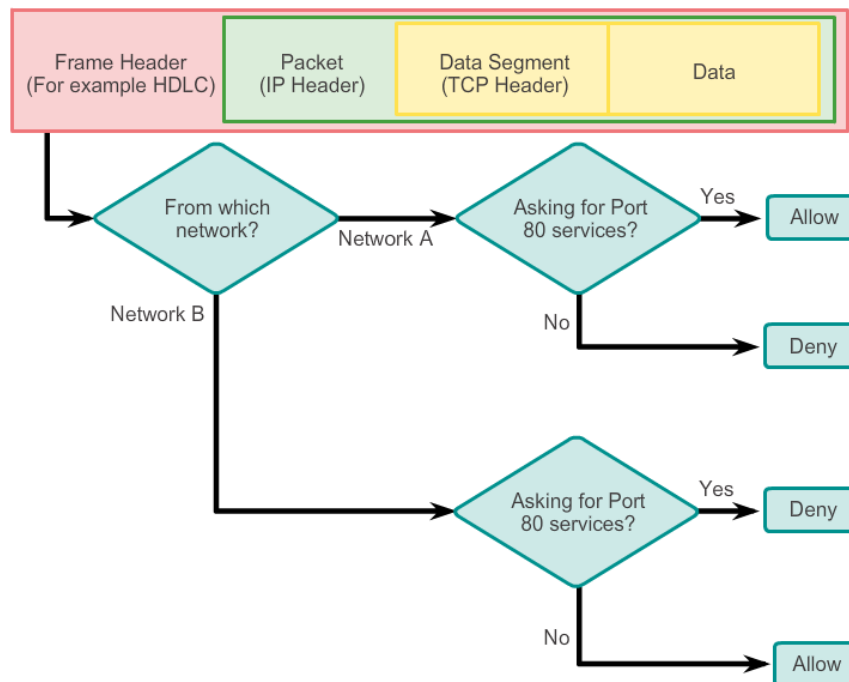 Frame Header
(For example HDLC)
Packet
(IP Header)
Data Segment
(TCP Header)
Data
From which
network?
Network A
Asking for Port
80 services?
Yes
Allow
No
Deny
Network B
Asking for Port
80 services?
Yes
Deny
No
Allow